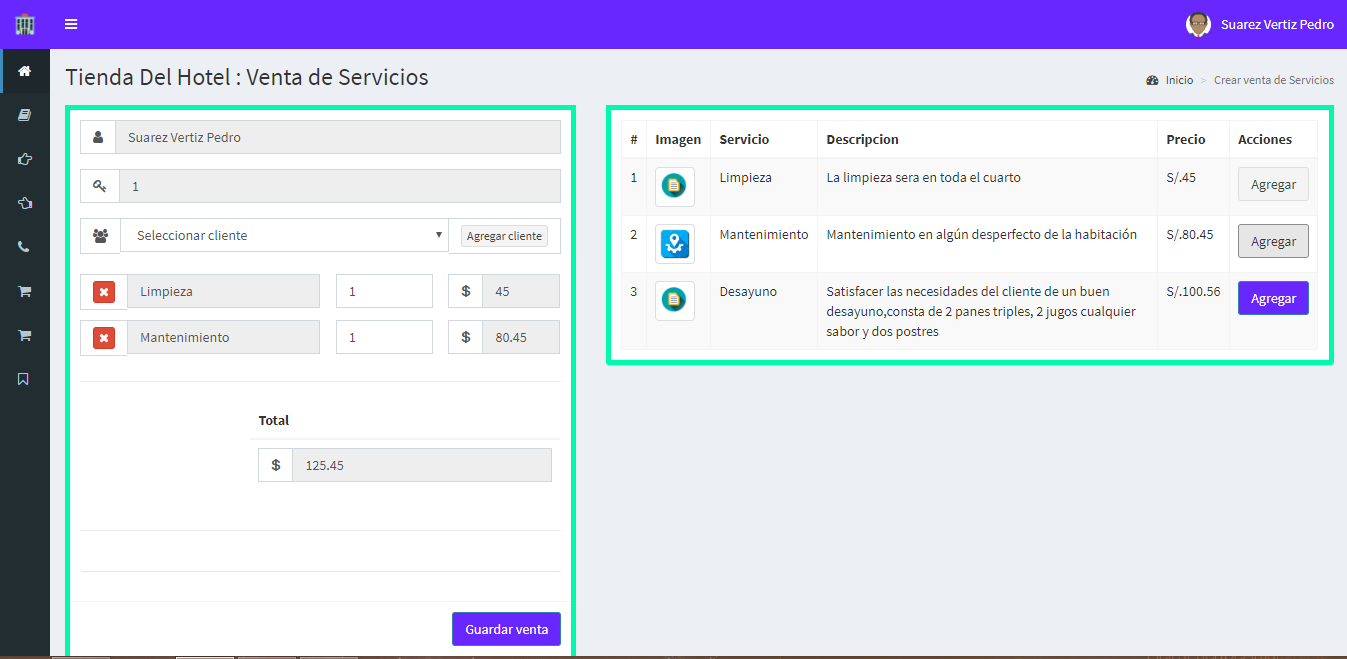 Suarez Vertiz Pedro
Tienda Del Hotel : Venta de Servicios
Inicio > Crear venta de Servicios
Suarez Vertiz Pedro
1
Seleccionar cliente Agregar cliente
Limpieza 1 $ 45
Mantenimiento 1 $ 80.45
Total
$ 125.45
Guardar venta
# Imagen Servicio Descripcion Precio Acciones
1 Limpieza La limpieza sera en toda el cuarto S/.45 Agregar
2 Mantenimiento Mantenimiento en algún desperfecto de la habitación S/.80.45 Agregar
3 Desayuno Satisfacer las necesidades del cliente de un buen S/.100.56 Agregar
desayuno,consta de 2 panes triples, 2 jugos cualquier
sabor y dos postres